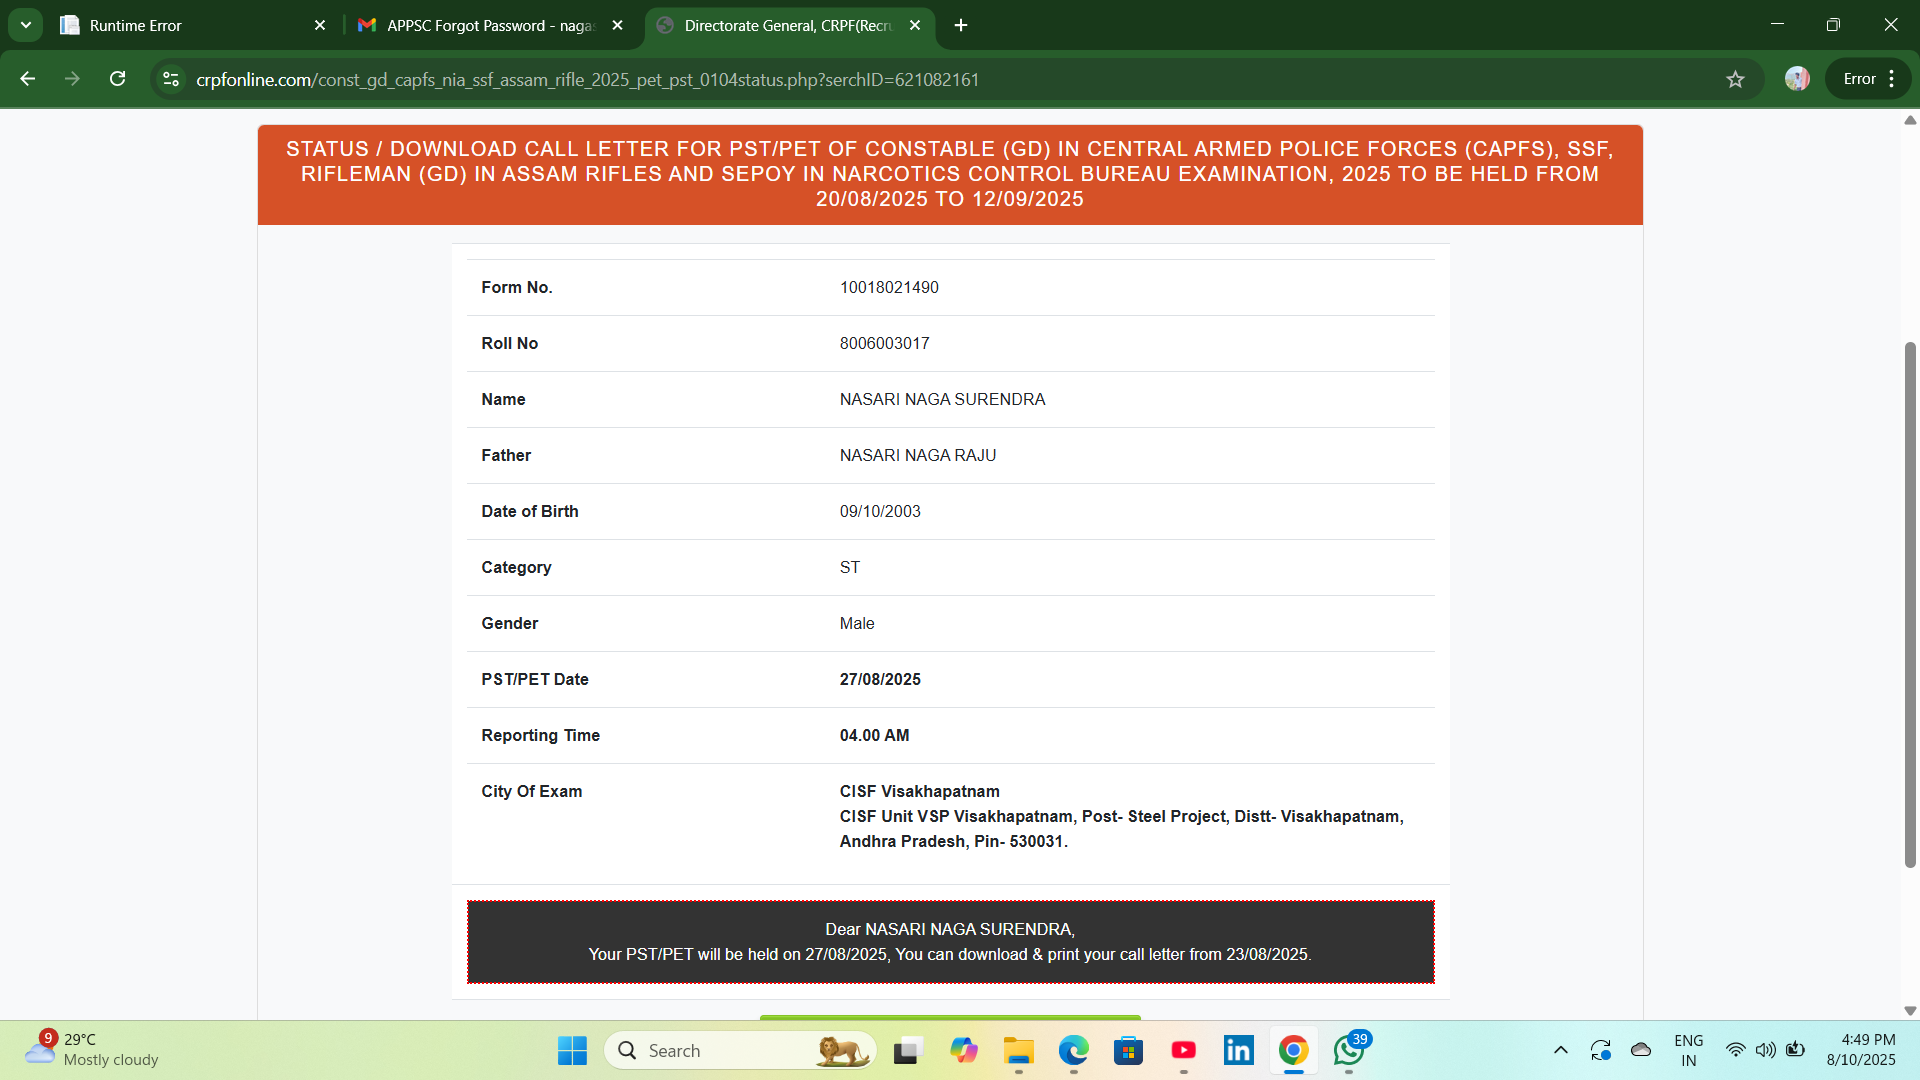 Runtime Error
APPSC Forgot Password - nagas
Directorate General, CRPF(Recru
crpfonline.com/const_gd_capfs_nia_ssf_assam_rifle_2025_pet_pst_0104status.php?serchID=621082161
Error
STATUS / DOWNLOAD CALL LETTER FOR PST/PET OF CONSTABLE (GD) IN CENTRAL ARMED POLICE FORCES (CAPFS), SSF,
RIFLEMAN (GD) IN ASSAM RIFLES AND SEPOY IN NARCOTICS CONTROL BUREAU EXAMINATION, 2025 TO BE HELD FROM
20/08/2025 TO 12/09/2025
Form No. 10018021490
Roll No 8006003017
Name NASARI NAGA SURENDRA
Father NASARI NAGA RAJU
Date of Birth 09/10/2003
Category ST
Gender Male
PST/PET Date 27/08/2025
Reporting Time 04.00 AM
City Of Exam CISF Visakhapatnam
CISF Unit VSP Visakhapatnam, Post- Steel Project, Distt- Visakhapatnam,
Andhra Pradesh, Pin- 530031.
Dear NASARI NAGA SURENDRA,
Your PST/PET will be held on 27/08/2025, You can download & print your call letter from 23/08/2025.
9
29°C
Mostly cloudy
Search
in
39
ENG
IN
4:49 PM
8/10/2025